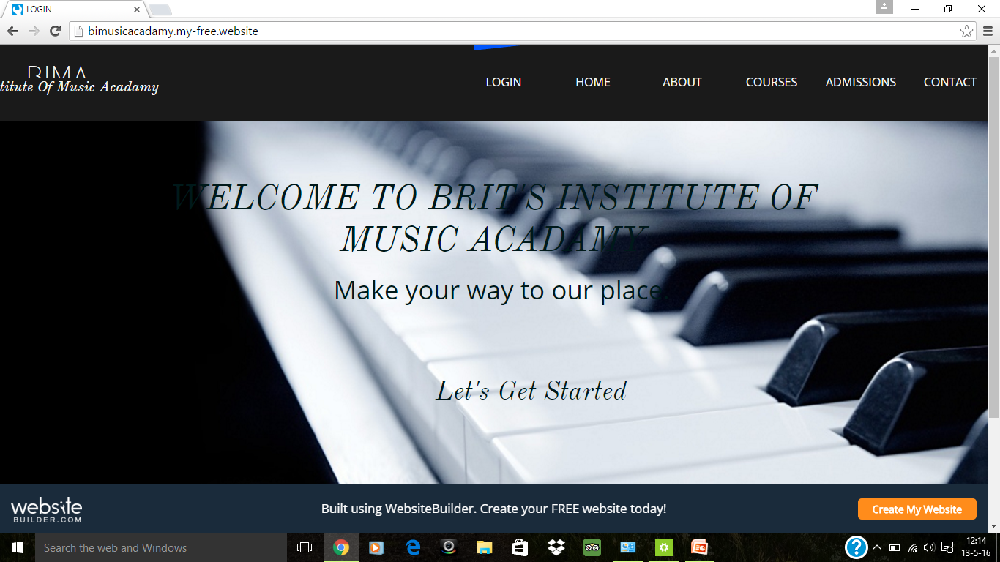 LOGIN
bimusicacadamy.my-free.website
BIMA
titute Of Music Acadamy
LOGIN HOME ABOUT COURSES ADMISSIONS CONTACT
WELCOME TO BRIT'S INSTITUTE OF
MUSIC ACADAMY
Make your way to our place.
Let's Get Started
website
BUILDER.COM
Built using WebsiteBuilder. Create your FREE website today!
Create My Website
Search the web and Windows
12:14
13-5-16